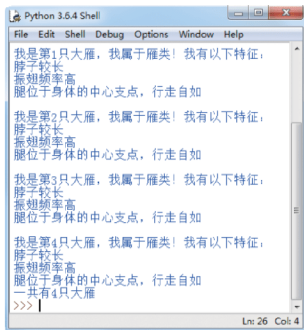 Python 3.6.4 Shell
File Edit Shell Debug Options Window Help
我是第1只大雁，我属于雁类！我有以下特征：
脖子较长
振翅频率高
腿位于身体的中心支点，行走自如
我是第2只大雁，我属于雁类！我有以下特征：
脖子较长
振翅频率高
腿位于身体的中心支点，行走自如
我是第3只大雁，我属于雁类！我有以下特征：
脖子较长
振翅频率高
腿位于身体的中心支点，行走自如
我是第4只大雁，我属于雁类！我有以下特征：
脖子较长
振翅频率高
腿位于身体的中心支点，行走自如
一共有4只大雁
>>>
Ln: 26 Col: 4